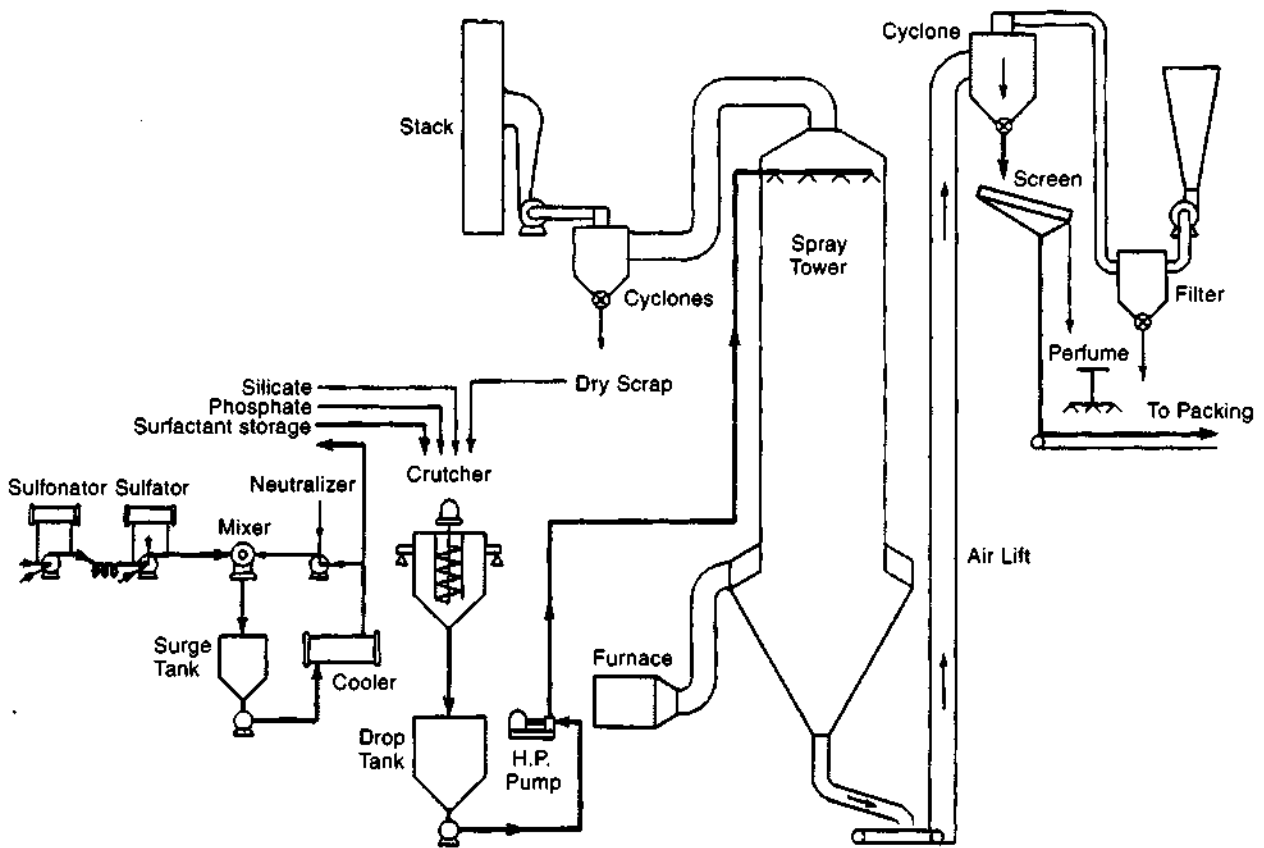 Cyclone
Stack
Screen
Spray
Tower
Cyclones
Filter
Perfume
Silicate
Dry Scrap
Phosphate
To Packing
Surfactant storage
Crutcher
Sulfonator
Sulfator
Neutralizer
Mixer
Air Lift
Surge
Tank
Furnace
Cooler
Drop
Tank
H.P.
Pump